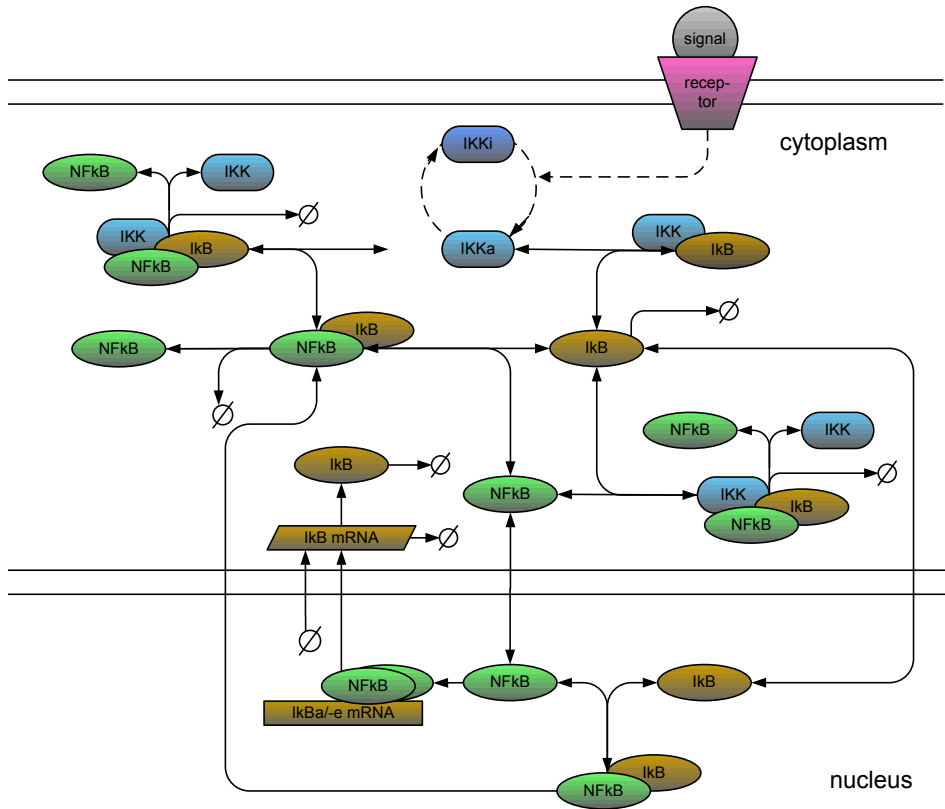 signal
recep-
tor
cytoplasm
IKKi
NFkB
IKK
Ø
IKK
IkB
NFkB
IKKa
IKK
IkB
Ø
IkB
NFkB
NFkB
IkB
Ø
NFkB
IKK
IkB
Ø
NFkB
IKK
IkB
NFkB
Ø
IkB mRNA
Ø
Ø
NFkB
NFkB
IkB
IkBa/-e mRNA
IkB
NFkB
nucleus